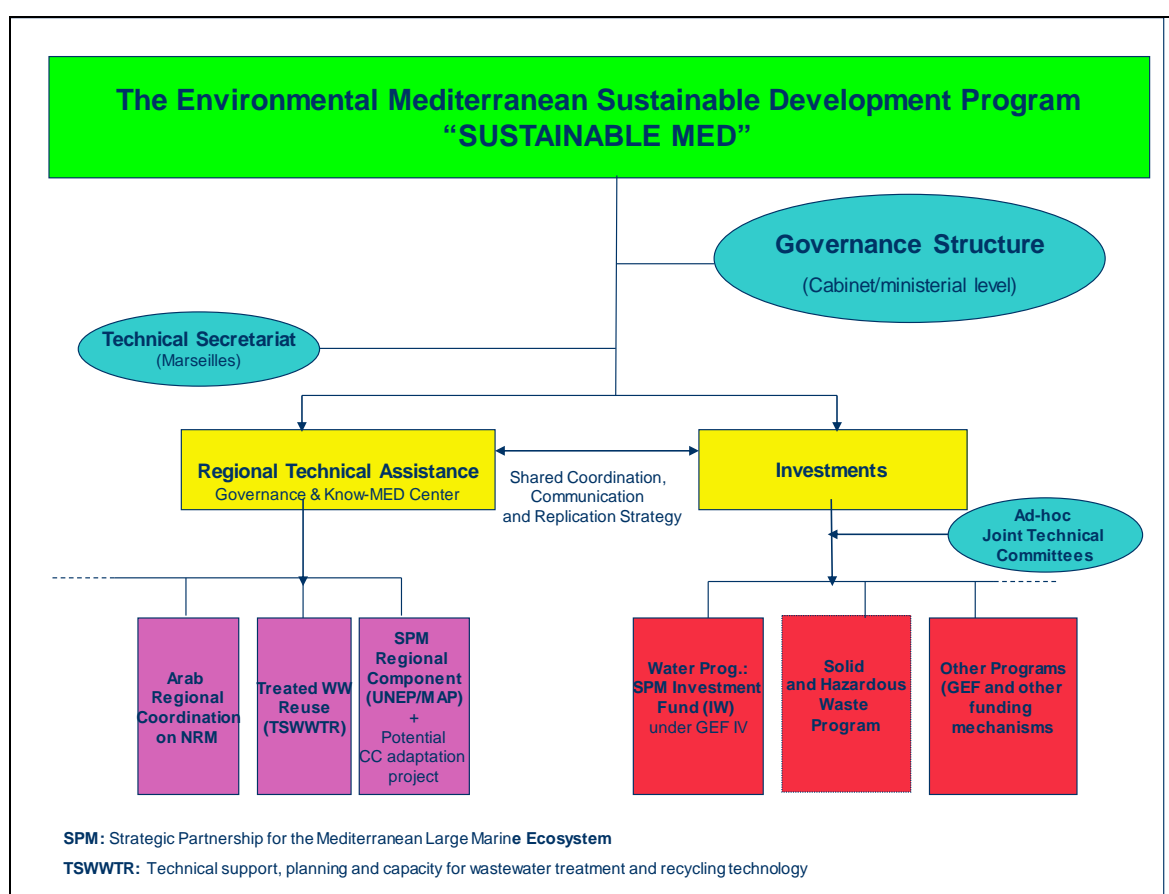 The Environmental Mediterranean Sustainable Development Program
“SUSTAINABLE MED”
Governance Structure
(Cabinet/ministerial level)
Technical Secretariat
(Marseilles)
Regional Technical Assistance
Governance & Know-MED Center
Shared Coordination,
Communication
and Replication Strategy
Investments
Ad-hoc
Joint Technical
Committees
Arab
Regional
Coordination
on NRM
Treated WW
Reuse
(TSWWTR)
SPM
Regional
Component
(UNEP/MAP)
+
Potential
CC adaptation
project
Water Prog.:
SPM Investment
Fund (IW)
under GEF IV
Solid
and Hazardous
Waste
Program
Other Programs
(GEF and other
funding
mechanisms
SPM: Strategic Partnership for the Mediterranean Large Marine Ecosystem
TSWWTR: Technical support, planning and capacity for wastewater treatment and recycling technology